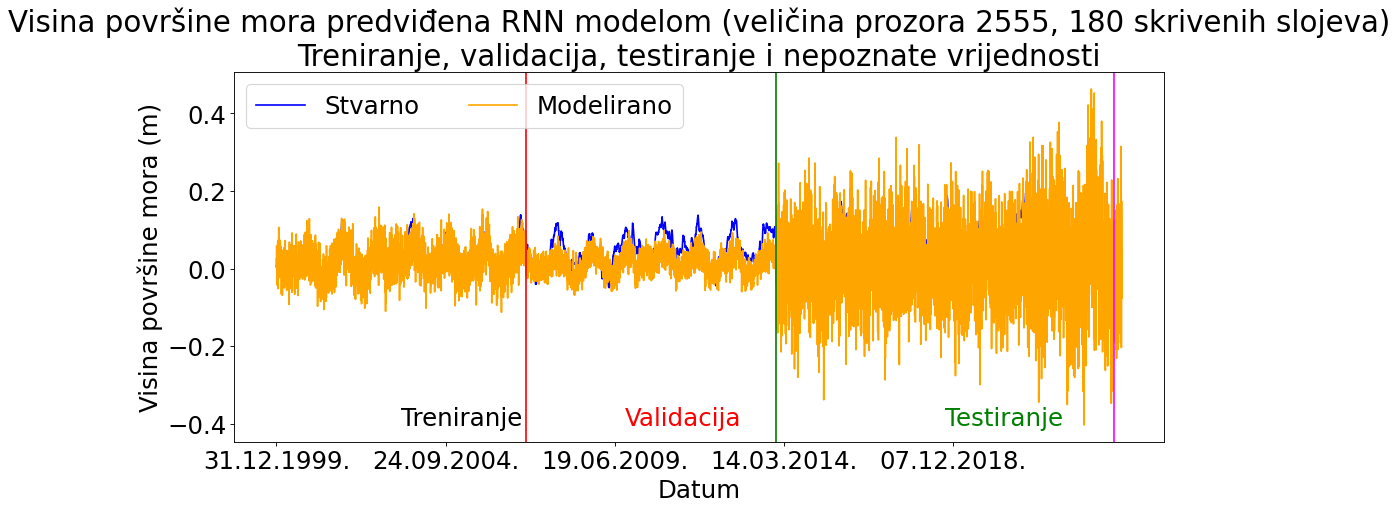 Visina površine mora predviđena RNN modelom (veličina prozora 2555, 180 skrivenih slojeva)
Treniranje, validacija, testiranje i nepoznate vrijednosti
Stvarno
Modelirano
Visina površine mora (m)
0.4
0.2
0.0
−0.2
−0.4
Treniranje
Validacija
Testiranje
31.12.1999.
24.09.2004.
19.06.2009.
14.03.2014.
07.12.2018.
Datum